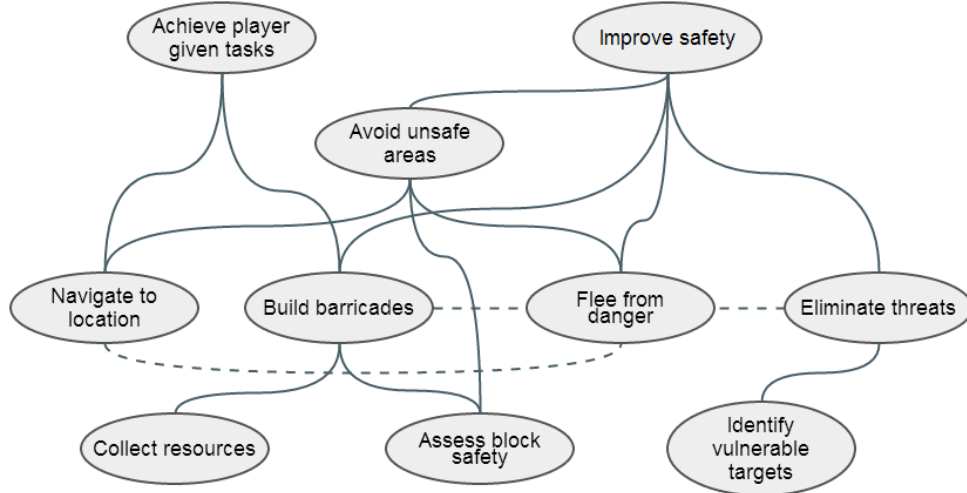 Achieve player
given tasks
Improve safety
Avoid unsafe
areas
Navigate to
location
Build barricades
Flee from
danger
Eliminate threats
Collect resources
Assess block
safety
Identify
vulnerable
targets